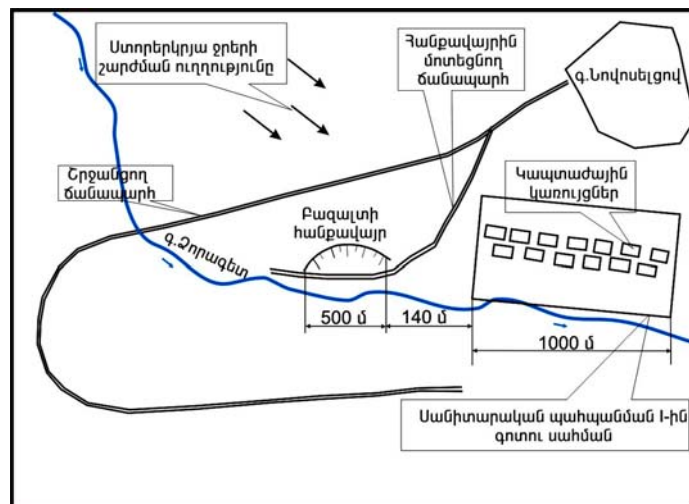 Ստորերկրյա ջրերի
շարժման ուղղությունը
Հանքավայրին
մոտեցնող
ճանապարհ
գ.Նովոսելցով
Շրջանցող
ճանապարհ
Կապտաժային
կառույցներ
Բազալտի
հանքավայր
գ.Ձորագետ
500 մ
140 մ
1000 մ
Սանիտարական պահպանման I-ին
գոտու սահման